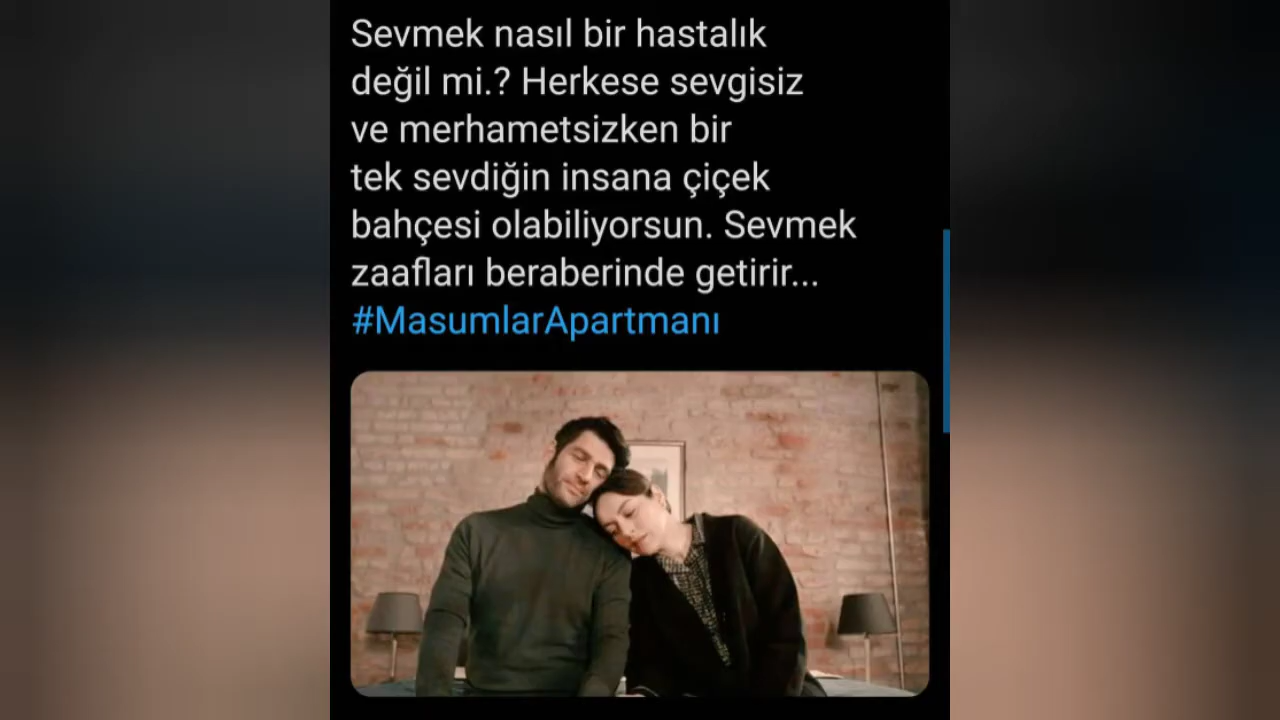 Sevmek nasıl bir hastalık
değil mi.? Herkese sevgisiz
ve merhametsizken bir
tek sevdiğin insana çiçek
bahçesi olabiliyorsun. Sevmek
zaafları beraberinde getirir...
#MasumlarApartmanı